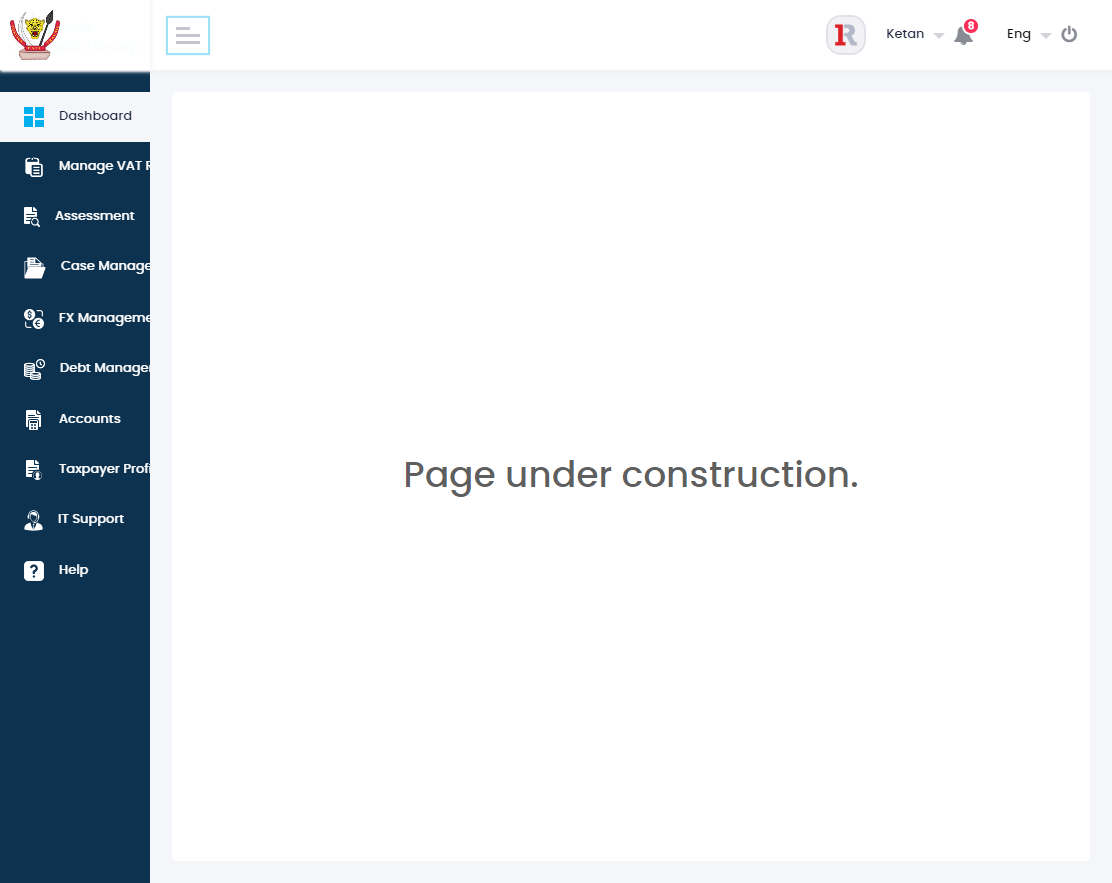 Ketan
8
Eng
Dashboard
Manage VAT
Assessment
Case Manage
FX Manageme
Debt Manage
Accounts
Taxpayer Profi
IT Support
Help
Page under construction.